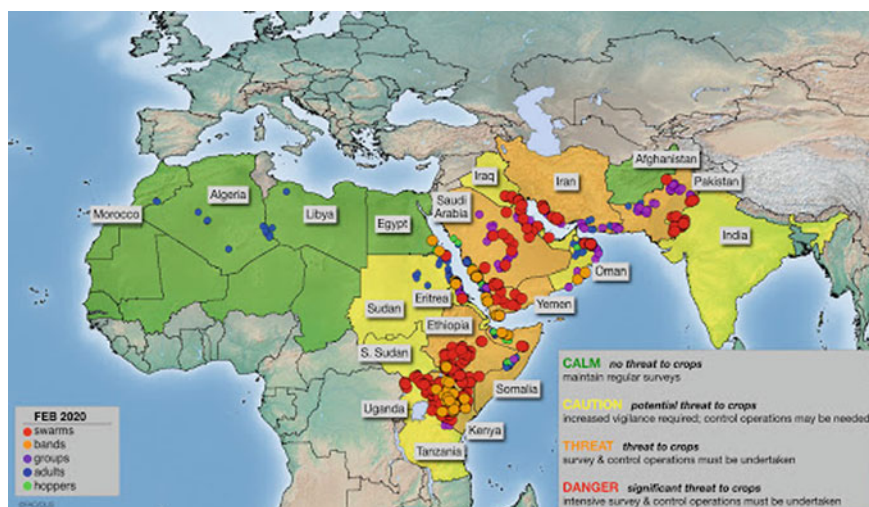 Afghanistan
Iraq
Iran
Pakistan
Algeria
Saudi
Arabia
Morocco
Libya
Egypt
India
Oman
Eritrea
Yemen
Sudan
Ethiopia
S. Sudan
Somalia
Uganda
Kenya
Tanzania
FEB 2020
swarms
bands
groups
adults
hoppers
CALM no threat to crops
maintain regular surveys
CAUTION potential threat to crops
increased vigilance required; control operations may be needed
THREAT threat to crops
survey & control operations must be undertaken
DANGER significant threat to crops
intensive survey & control operations must be undertaken